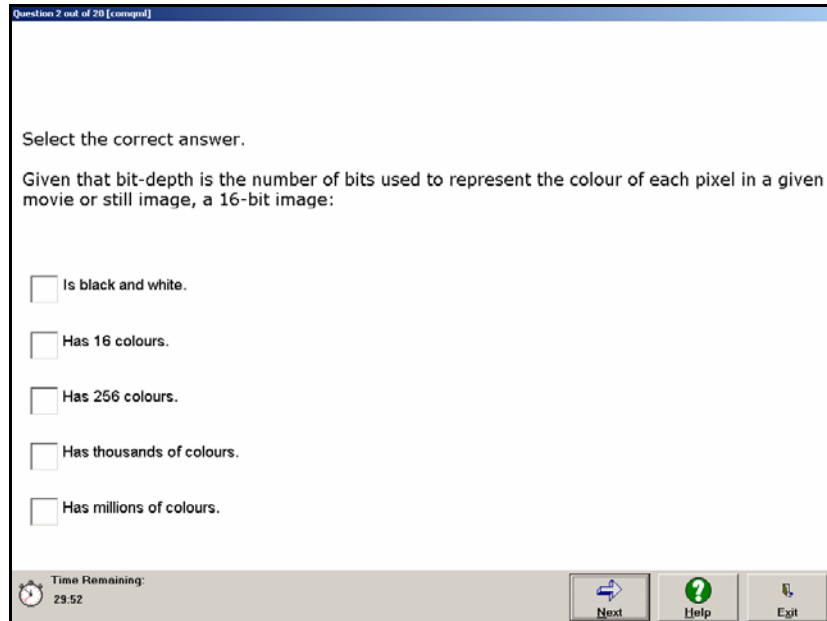 Question 2 out of 20 [comqml]
Select the correct answer.
Given that bit-depth is the number of bits used to represent the colour of each pixel in a given
movie or still image, a 16-bit image:
Is black and white.
Has 16 colours.
Has 256 colours.
Has thousands of colours.
Has millions of colours.
Time Remaining:
29:52
Next
Help
Exit